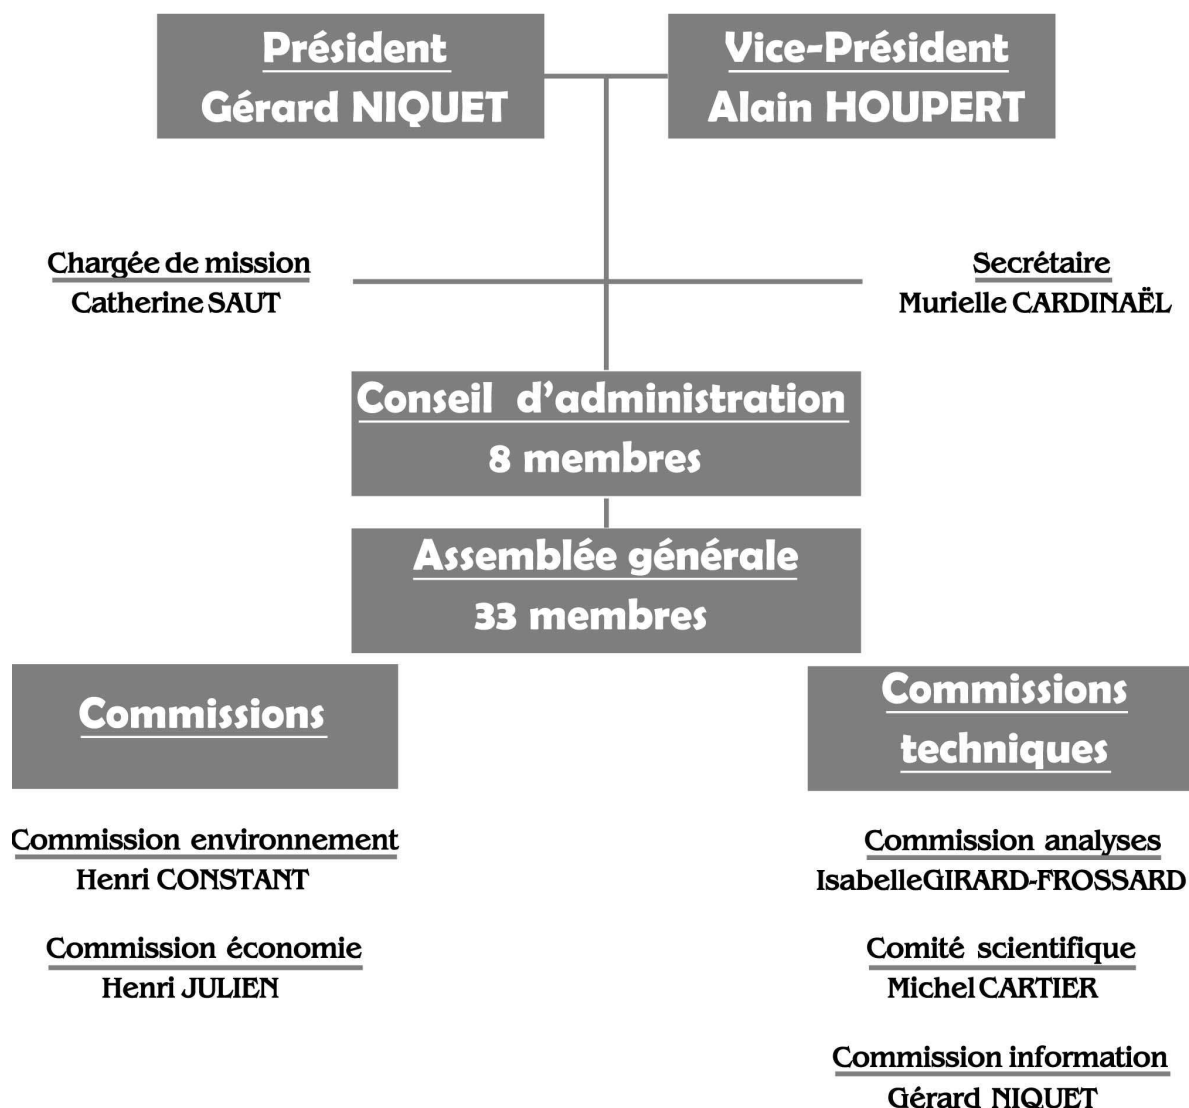 Président
Gérard NIQUET
Vice-Président
Alain HOUPERT
Chargée de mission
Catherine SAUT
Secrétaire
Murielle CARDINAËL
Conseil d'administration
8 membres
Assemblée générale
33 membres
Commissions
Commission environnement
Henri CONSTANT
Commission économie
Henri JULIEN
Commissions
techniques
Commission analyses
IsabelleGIRARD-FROSSARD
Comité scientifique
Michel CARTIER
Commission information
Gérard NIQUET